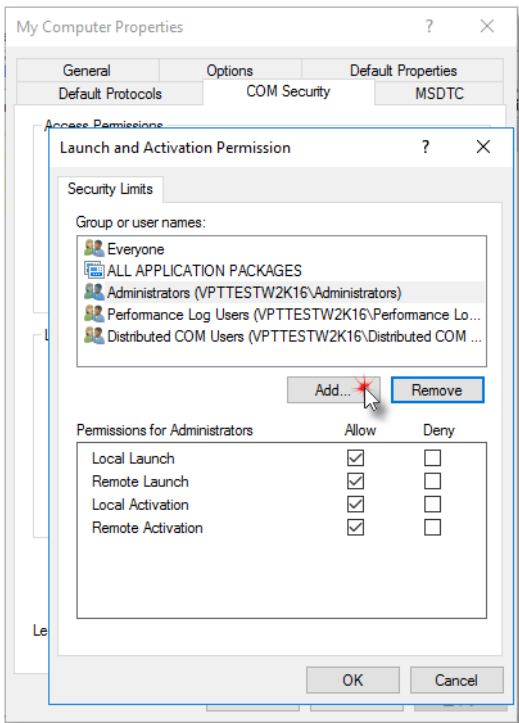 My Computer Properties
General Options Default Properties
Default Protocols COM Security MSDTC
Access Permissions
Launch and Activation Permission
Security Limits
Group or user names:
Everyone
ALL APPLICATION PACKAGES
Administrators (VPTTESTW2K16\Administrators)
Performance Log Users (VPTTESTW2K16\Performance Lo...
Distributed COM Users (VPTTESTW2K16\Distributed COM ...
Add... Remove
Permissions for Administrators Allow Deny
Local Launch
Remote Launch
Local Activation
Remote Activation
OK Cancel